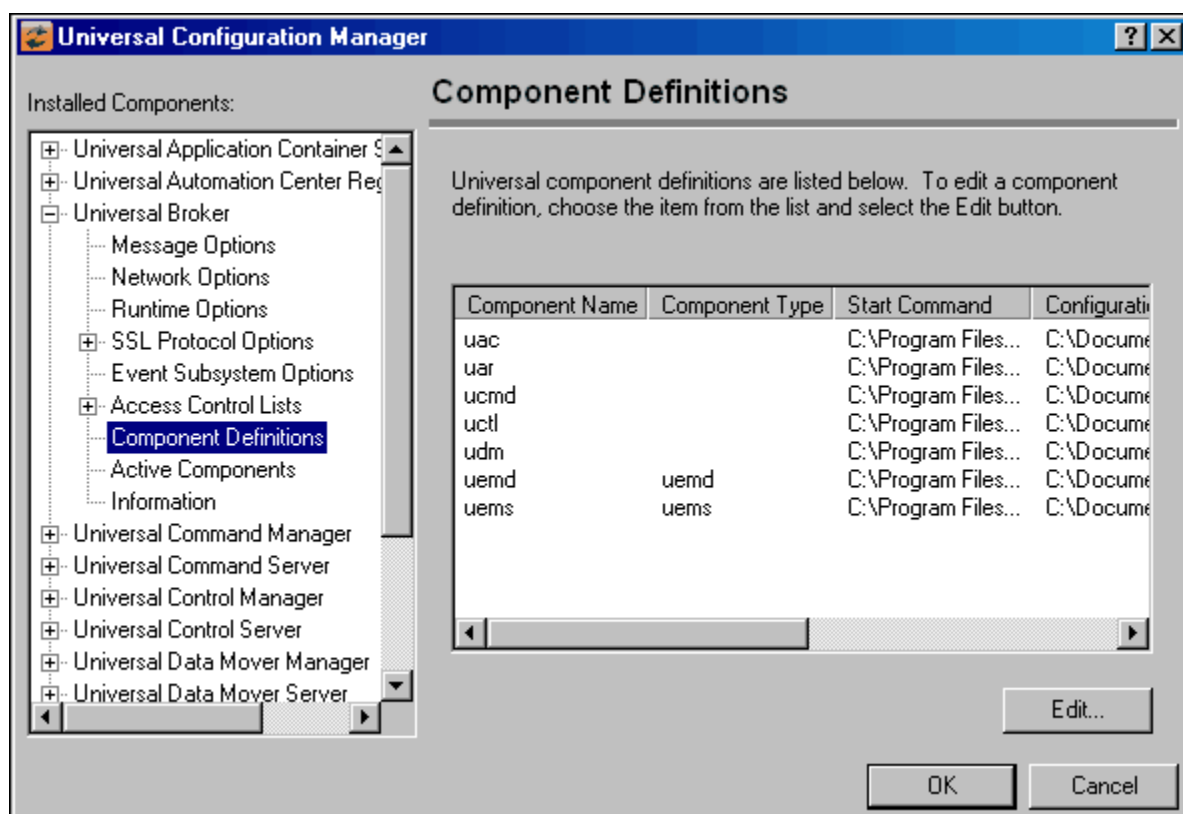 Universal Configuration Manager
Installed Components:
Universal Application Container S
Universal Automation Center Reg
Universal Broker
Message Options
Network Options
Runtime Options
SSL Protocol Options
Event Subsystem Options
Access Control Lists
Component Definitions
Active Components
Information
Universal Command Manager
Universal Command Server
Universal Control Manager
Universal Control Server
Universal Data Mover Manager
Universal Data Mover Server
Component Definitions
Universal component definitions are listed below. To edit a component
definition, choose the item from the list and select the Edit button.
Component Name Component Type Start Command Configurati
uac C:\Program Files... C:\Docume
uar C:\Program Files... C:\Docume
ucmd C:\Program Files... C:\Docume
uctl C:\Program Files... C:\Docume
udm C:\Program Files... C:\Docume
uemd uemd C:\Program Files... C:\Docume
uems uems C:\Program Files... C:\Docume
Edit...
OK Cancel